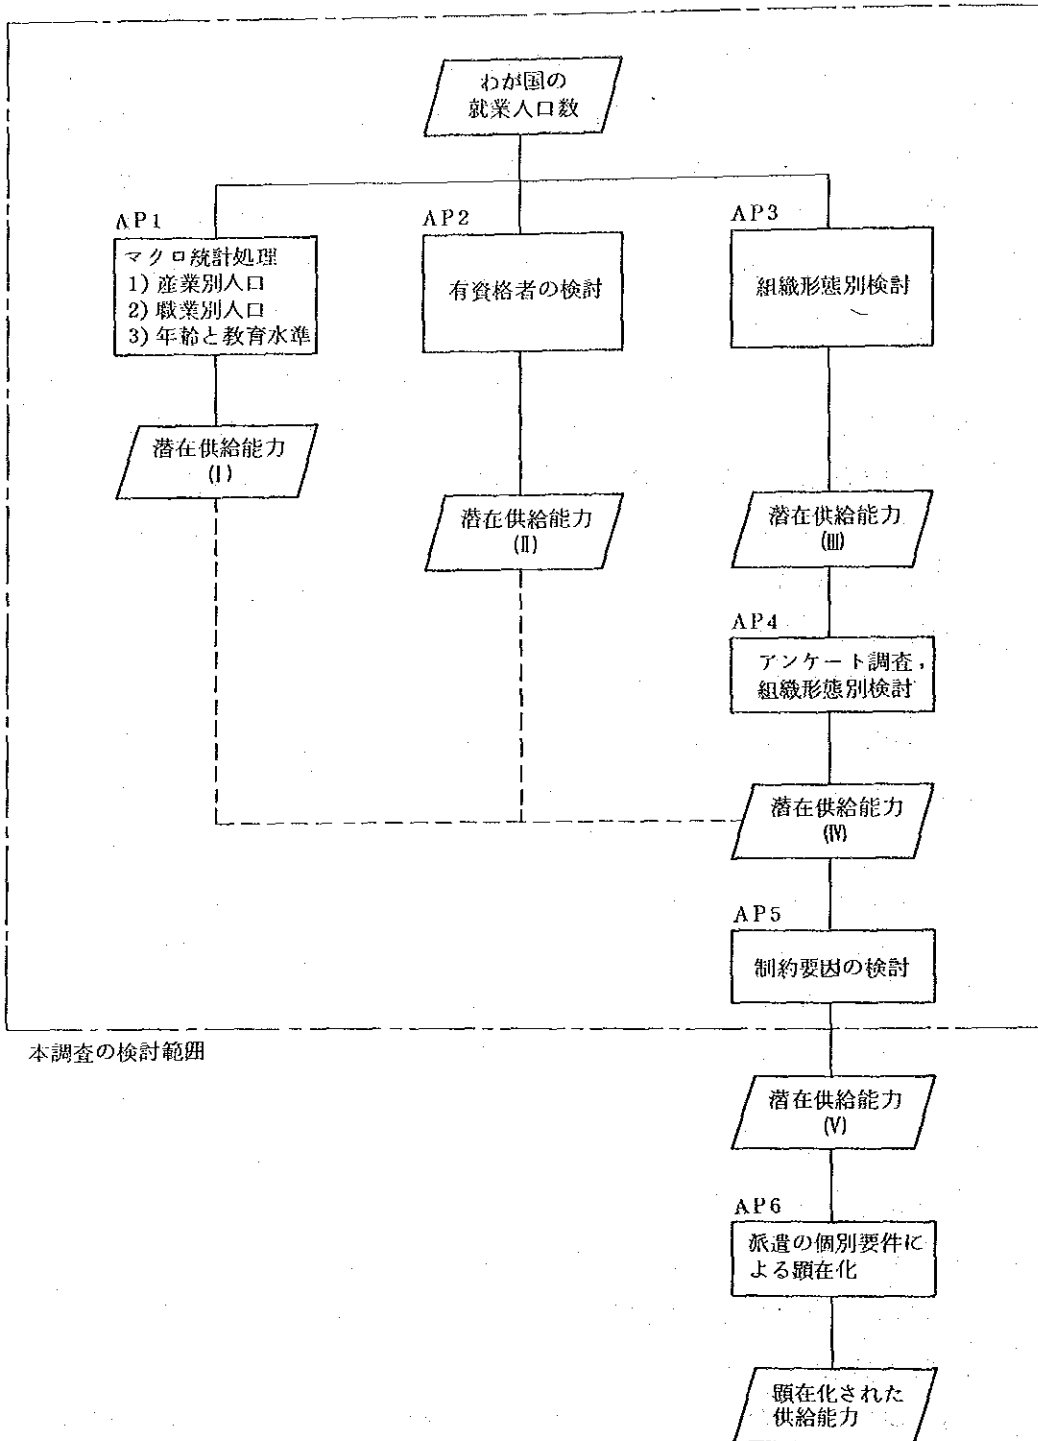 わが国の
就業人口数
AP1
マクロ統計処理
1) 産業別人口
2) 職業別人口
3) 年齢と教育水準
AP2
有資格者の検討
AP3
組織形態別検討
潜在供給能力
(I)
潜在供給能力
(II)
潜在供給能力
(III)
AP4
アンケート調査,
組織形態別検討
潜在供給能力
(IV)
AP5
制約要因の検討
本調査の検討範囲
潜在供給能力
(V)
AP6
派遣の個別要件に
よる顕在化
顕在化された
供給能力